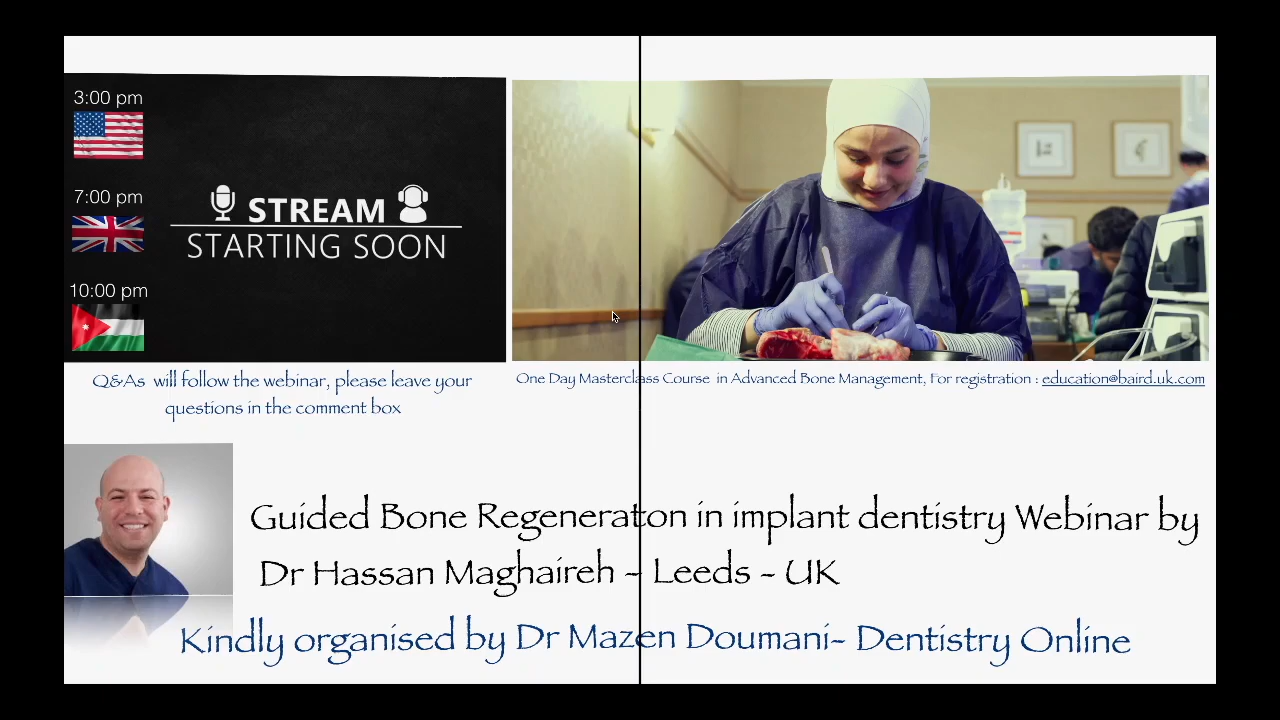 3:00 pm
7:00 pm
10:00 pm
STREAM
STARTING SOON
Q&As will follow the webinar, please leave your
questions in the comment box
One Day Masterclass Course in Advanced Bone Management, For registration : education@baird.uk.com
Guided Bone Regeneraton in implant dentistry Webinar by
Dr Hassan Maghaireh - Leeds - UK
Kindly organised by Dr Mazen Doumani- Dentistry Online